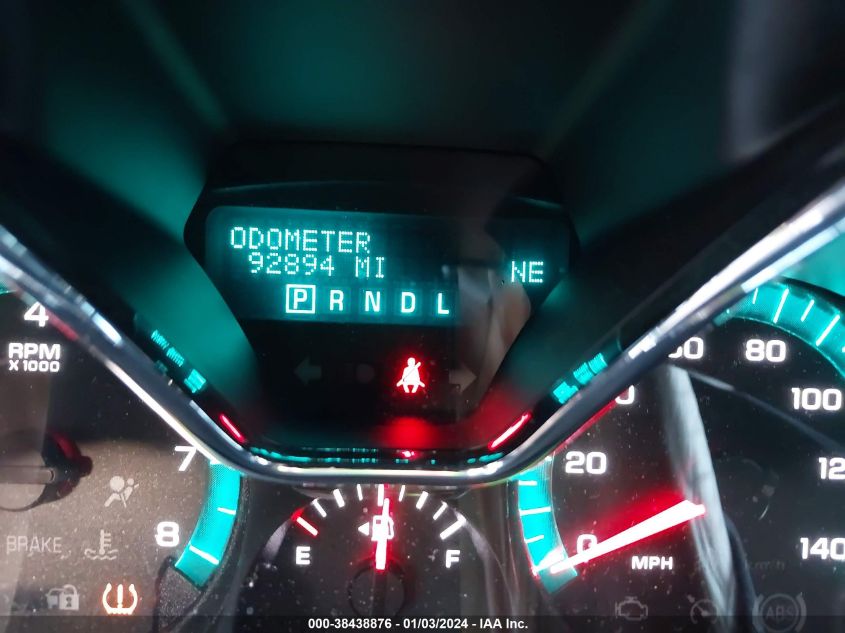 ODOMETER
92894 MI
NE
P R N D L
4
RPM
X 1000
7
8
BRAKE
E
F
0
20
80
100
140
MPH
ABS
000-38438876 - 01/03/2024 - IAA Inc.